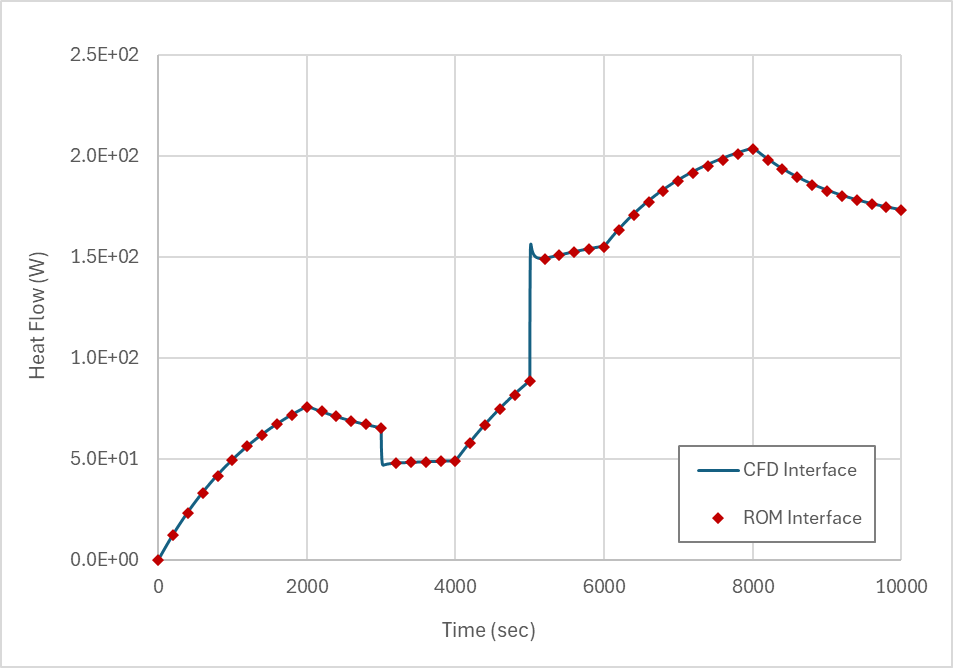 2.5E+02
2.0E+02
1.5E+02
1.0E+02
5.0E+01
0.0E+00
Heat Flow (W)
CFD Interface
ROM Interface
0 2000 4000 6000 8000 10000
Time (sec)